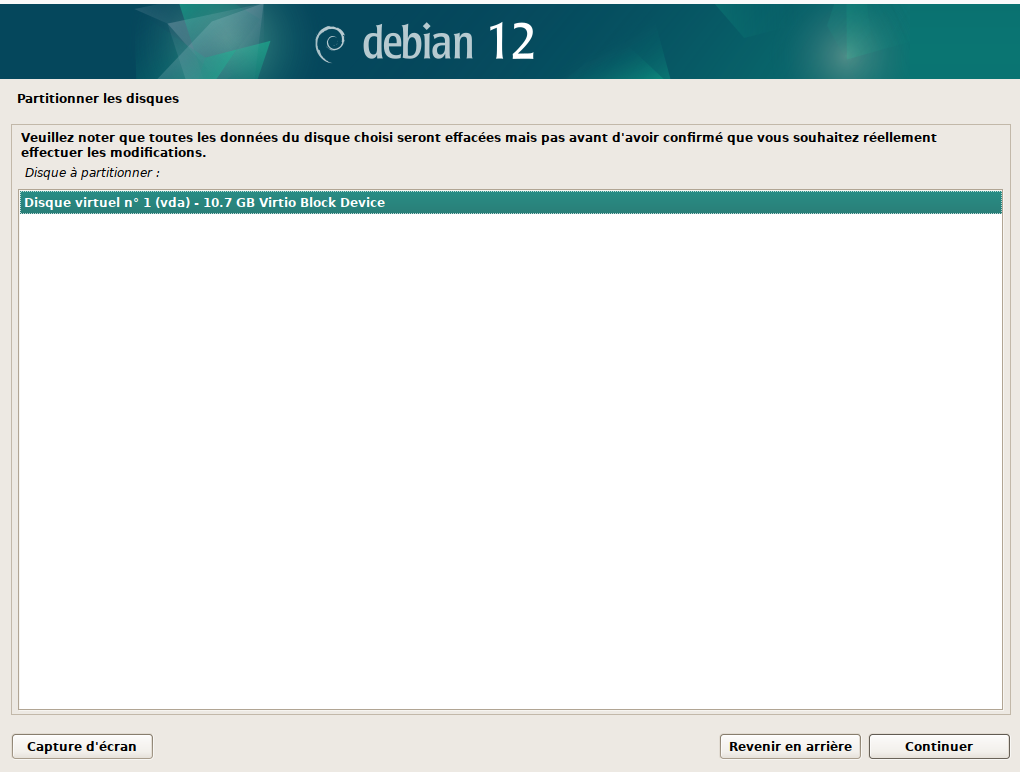 debian 12
Partitionner les disques
Veuillez noter que toutes les données du disque choisi seront effacées mais pas avant d'avoir confirmé que vous souhaitez réellement
effectuer les modifications.
Disque à partitionner :
Disque virtuel n° 1 (vda) - 10.7 GB Virtio Block Device
Capture d'écran
Revenir en arrière
Continuer